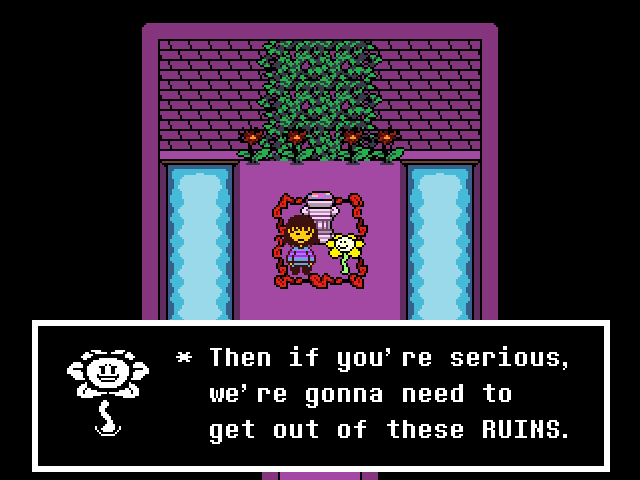 * Then if you're serious,
we're gonna need to
get out of these RUINS.